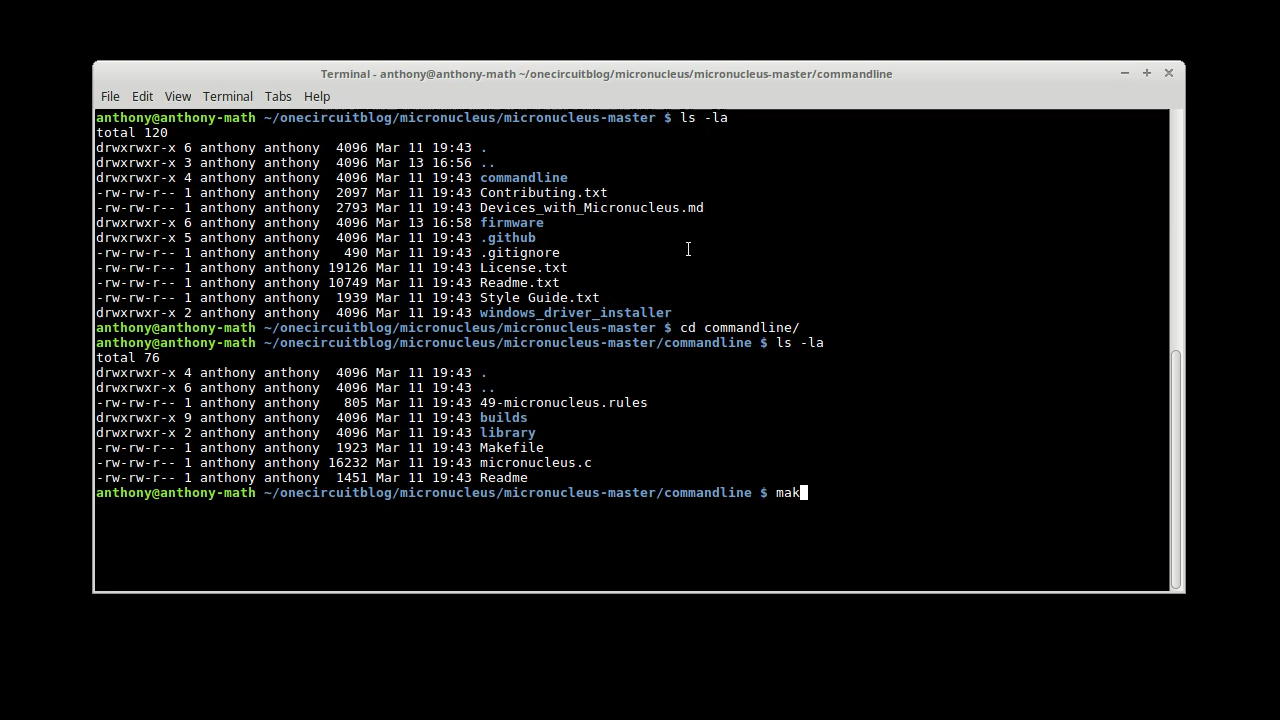 Terminal - anthony@anthony-math ~/onecircuitblog/micronucleus/micronucleus-master/commandline
File Edit View Terminal Tabs Help
anthony@anthony-math ~/onecircuitblog/micronucleus/micronucleus-master $ ls -la
total 120
drwxrwxr-x 6 anthony anthony  4096 Mar 11 19:43 .
drwxrwxr-x 3 anthony anthony  4096 Mar 13 16:56 ..
drwxrwxr-x 4 anthony anthony  4096 Mar 11 19:43 commandline
-rw-rw-r-- 1 anthony anthony  2097 Mar 11 19:43 Contributing.txt
-rw-rw-r-- 1 anthony anthony  2793 Mar 11 19:43 Devices_with_Micronucleus.md
drwxrwxr-x 6 anthony anthony  4096 Mar 13 16:58 firmware
drwxrwxr-x 5 anthony anthony  4096 Mar 11 19:43 .github
-rw-rw-r-- 1 anthony anthony   490 Mar 11 19:43 .gitignore
-rw-rw-r-- 1 anthony anthony 19126 Mar 11 19:43 License.txt
-rw-rw-r-- 1 anthony anthony 10749 Mar 11 19:43 Readme.txt
-rw-rw-r-- 1 anthony anthony  1939 Mar 11 19:43 Style Guide.txt
drwxrwxr-x 2 anthony anthony  4096 Mar 11 19:43 windows_driver_installer
anthony@anthony-math ~/onecircuitblog/micronucleus/micronucleus-master $ cd commandline/
anthony@anthony-math ~/onecircuitblog/micronucleus/micronucleus-master/commandline $ ls -la
total 76
drwxrwxr-x 4 anthony anthony  4096 Mar 11 19:43 .
drwxrwxr-x 6 anthony anthony  4096 Mar 11 19:43 ..
-rw-rw-r-- 1 anthony anthony   805 Mar 11 19:43 49-micronucleus.rules
drwxrwxr-x 9 anthony anthony  4096 Mar 11 19:43 builds
drwxrwxr-x 2 anthony anthony  4096 Mar 11 19:43 library
-rw-rw-r-- 1 anthony anthony  1923 Mar 11 19:43 Makefile
-rw-rw-r-- 1 anthony anthony 16232 Mar 11 19:43 micronucleus.c
-rw-rw-r-- 1 anthony anthony  1451 Mar 11 19:43 Readme
anthony@anthony-math ~/onecircuitblog/micronucleus/micronucleus-master/commandline $ mak